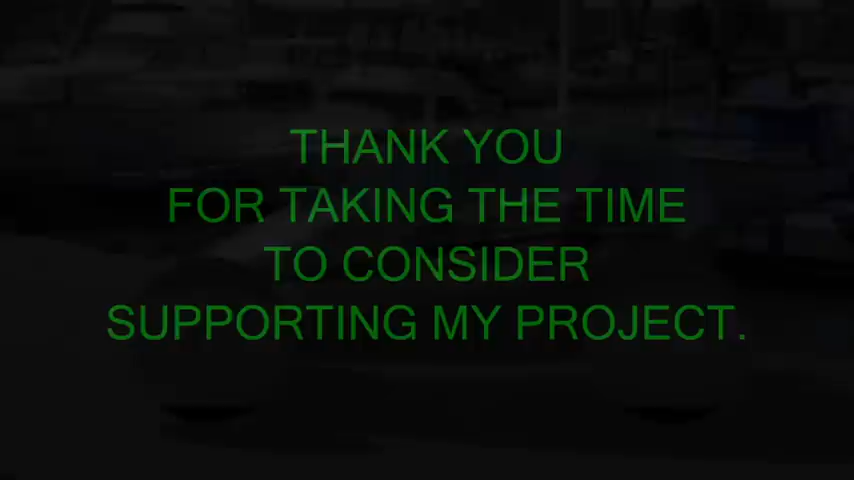 THANK YOU
FOR TAKING THE TIME
TO CONSIDER
SUPPORTING MY PROJECT.